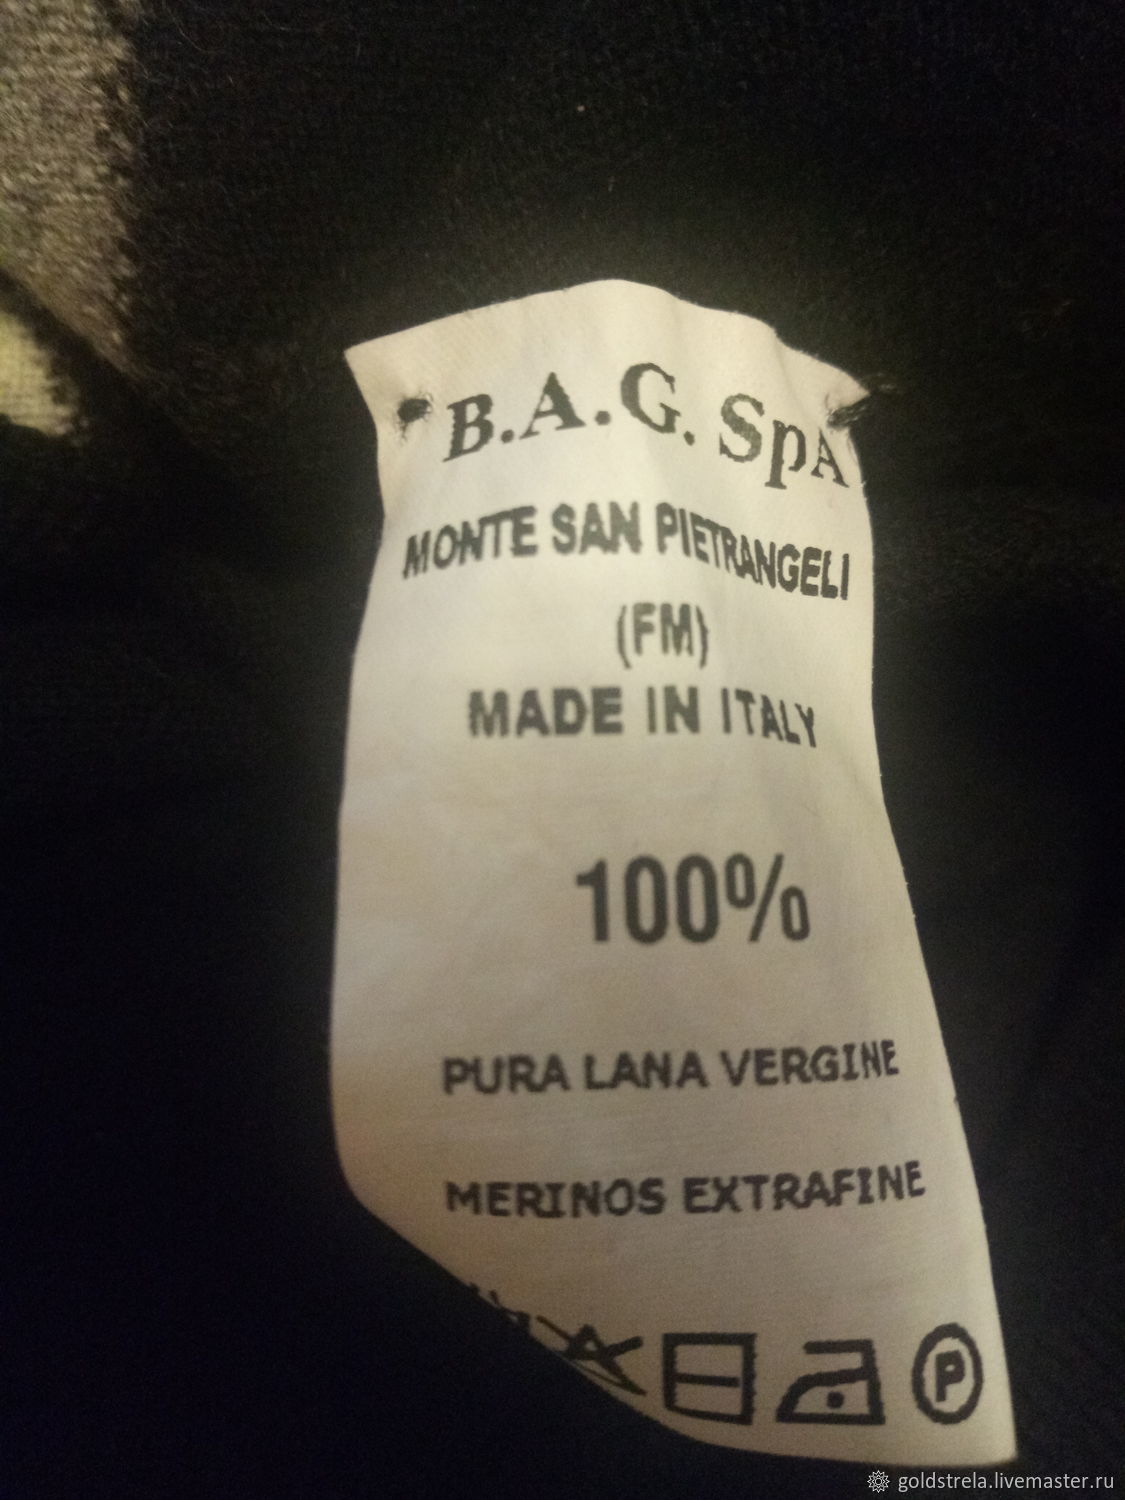 B.A.G. SpA
MONTE SAN PIETRANGELI
(FM)
MADE IN ITALY
100%
PURA LANA VERGINE
MERINOS EXTRAFINE
P
goldstrela.livemaster.ru